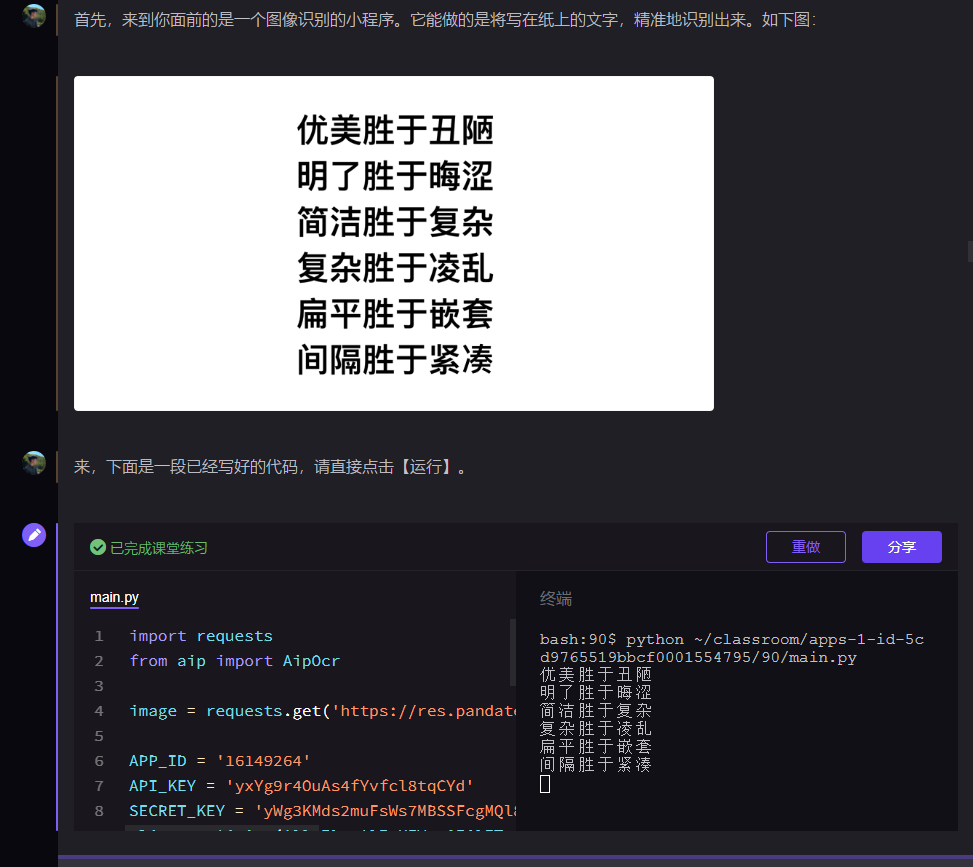 首先，来到你面前的是一个图像识别的小程序。它能做的是将写在纸上的文字，精准地识别出来。如下图：
优美胜于丑陋
明了胜于晦涩
简洁胜于复杂
复杂胜于凌乱
扁平胜于嵌套
间隔胜于紧凑
来，下面是一段已经写好的代码，请直接点击【运行】。
已完成课堂练习
重做
分享
main.py
1 import requests
2 from aip import AipOcr
3
4 image = requests.get('https://res.pandate
5
6 APP_ID = '16149264'
7 API_KEY = 'yxYg9r4OuAs4fYvfcl8tqCYd'
8 SECRET_KEY = 'yWg3KMds2muFsWs7MBSSFcgMQl
终端
bash:90$ python ~/classroom/apps-1-id-5c
d9765519bbcf0001554795/90/main.py
优美胜于丑陋
明了胜于晦涩
简洁胜于复杂
复杂胜于凌乱
扁平胜于嵌套
间隔胜于紧凑